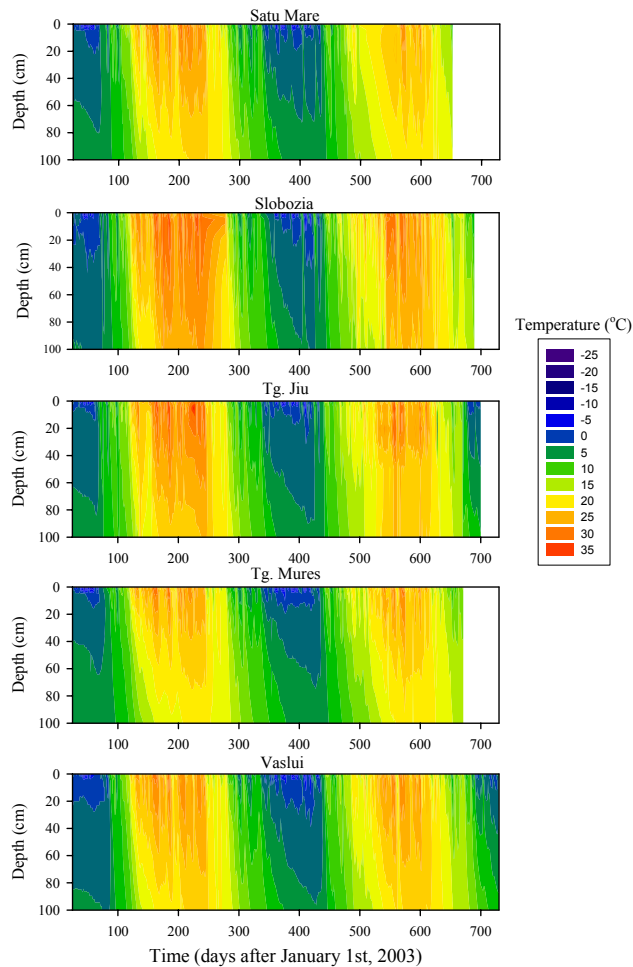 Satu Mare
0
20
40
60
80
100
Depth (cm)
100 200 300 400 500 600 700
Slobozia
0
20
40
60
80
100
Depth (cm)
100 200 300 400 500 600 700
Tg. Jiu
0
20
40
60
80
100
Depth (cm)
100 200 300 400 500 600 700
Tg. Mures
0
20
40
60
80
100
Depth (cm)
100 200 300 400 500 600 700
Vaslui
0
20
40
60
80
100
Depth (cm)
100 200 300 400 500 600 700
Time (days after January 1st, 2003)
Temperature (°C)
-25
-20
-15
-10
-5
0
5
10
15
20
25
30
35